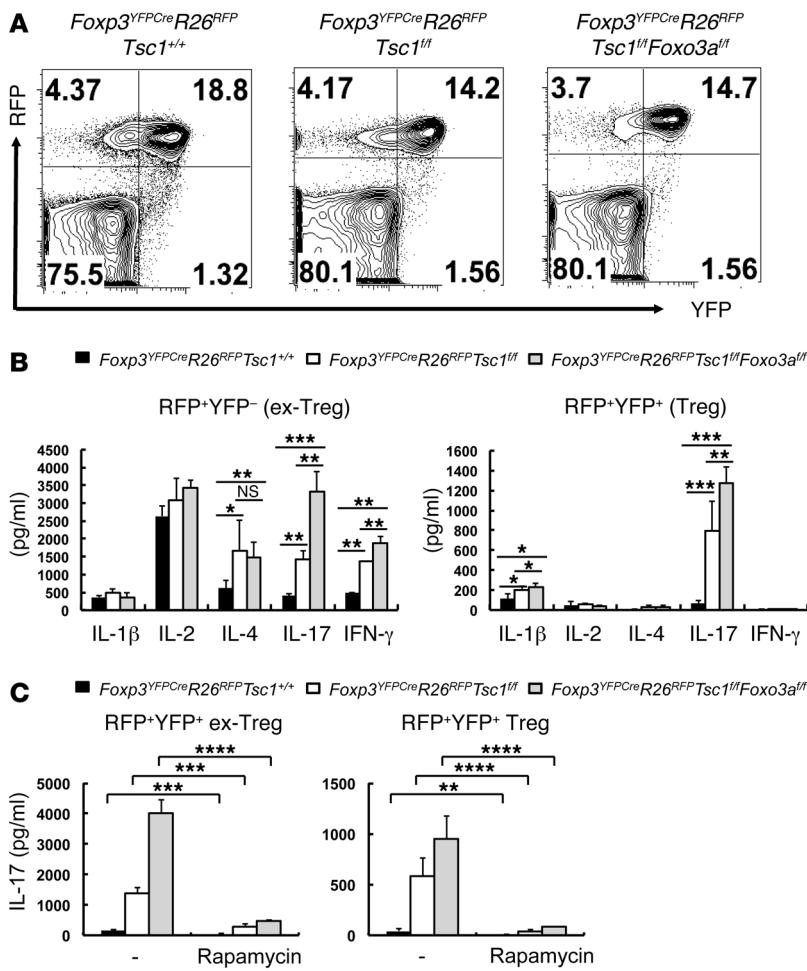 A
Foxp3YFPCreR26RFP
Tsc1+/+
Foxp3YFPCreR26RFP
Tsc1f/f
Foxp3YFPCreR26RFP
Tsc1f/fFoxo3af/f
RFP
4.37 18.8
75.5 1.32
4.17 14.2
80.1 1.56
3.7 14.7
80.1 1.56
YFP
B
Foxp3YFPCreR26RFPTsc1+/+ Foxp3YFPCreR26RFPTsc1f/f Foxp3YFPCreR26RFPTsc1f/fFoxo3af/f
RFP+YFP– (ex-Treg)
(pg/ml)
4500
4000
3500
3000
2500
2000
1500
1000
500
0
**
NS
*
***
**
**
**
**
**
IL-1β IL-2 IL-4 IL-17 IFN-γ
RFP+YFP+ (Treg)
(pg/ml)
1600
1400
1200
1000
800
600
400
200
0
*
*
*
***
**
***
IL-1β IL-2 IL-4 IL-17 IFN-γ
C
Foxp3YFPCreR26RFPTsc1+/+ Foxp3YFPCreR26RFPTsc1f/f Foxp3YFPCreR26RFPTsc1f/fFoxo3af/f
RFP+YFP+ ex-Treg
IL-17 (pg/ml)
5000
4000
3000
2000
1000
0
****
***
***
- Rapamycin
RFP+YFP+ Treg
1500
1000
500
0
****
****
**
- Rapamycin